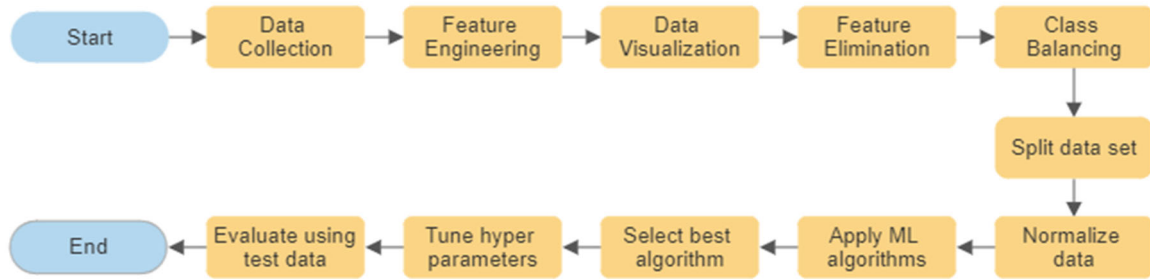 Start
Data
Collection
Feature
Engineering
Data
Visualization
Feature
Elimination
Class
Balancing
Split data set
Normalize
data
Apply ML
algorithms
Select best
algorithm
Tune hyper
parameters
Evaluate using
test data
End